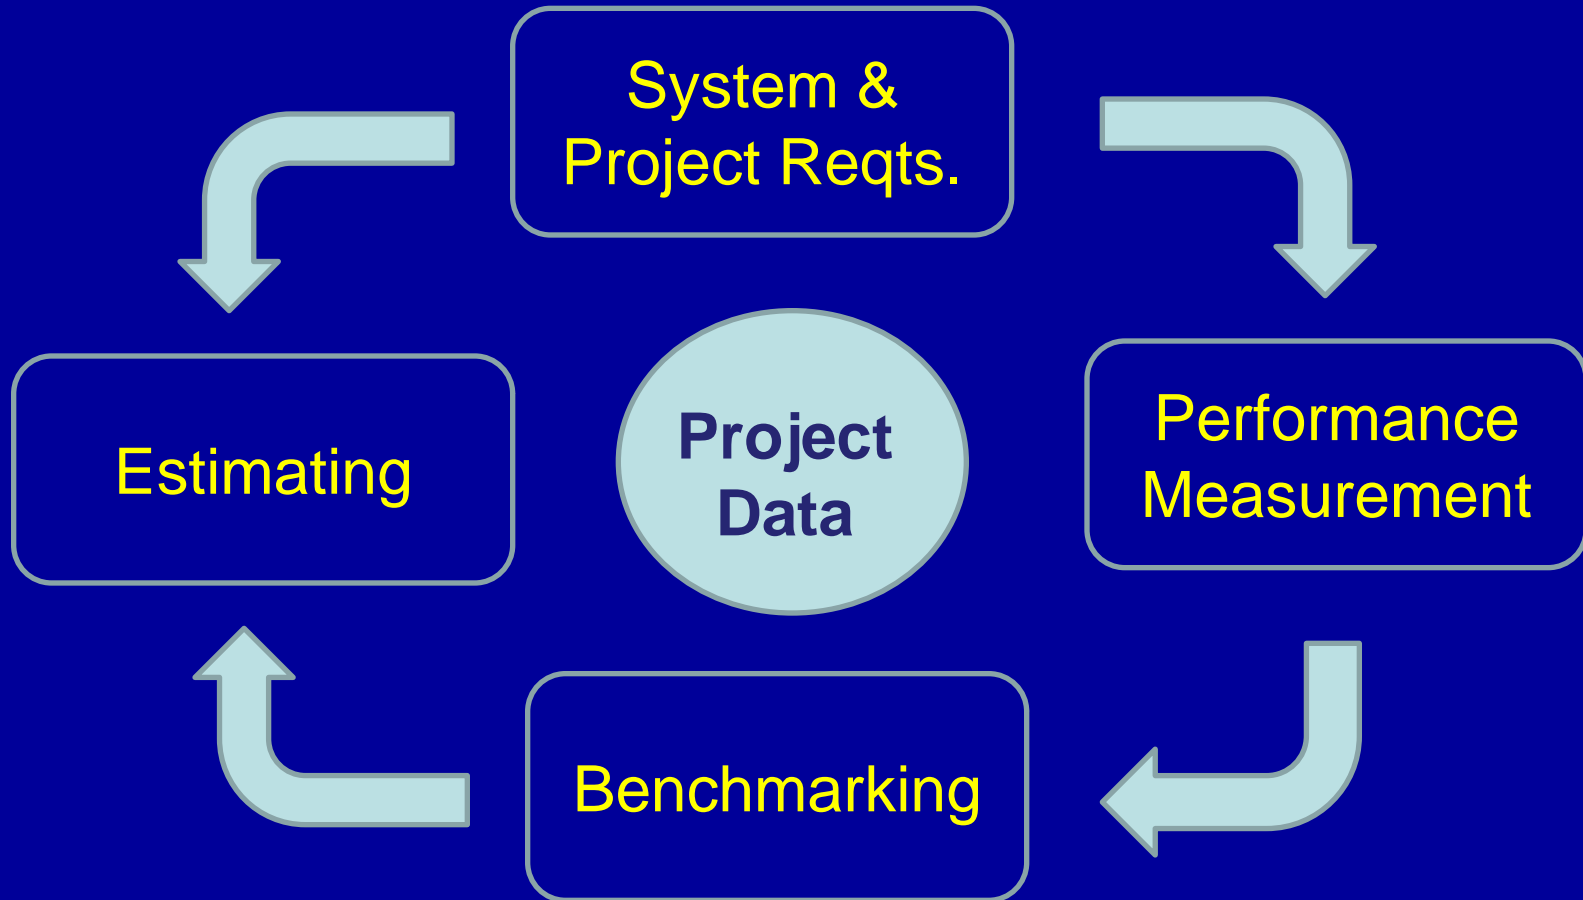 System &
Project Reqts.
Estimating
Project
Data
Performance
Measurement
Benchmarking